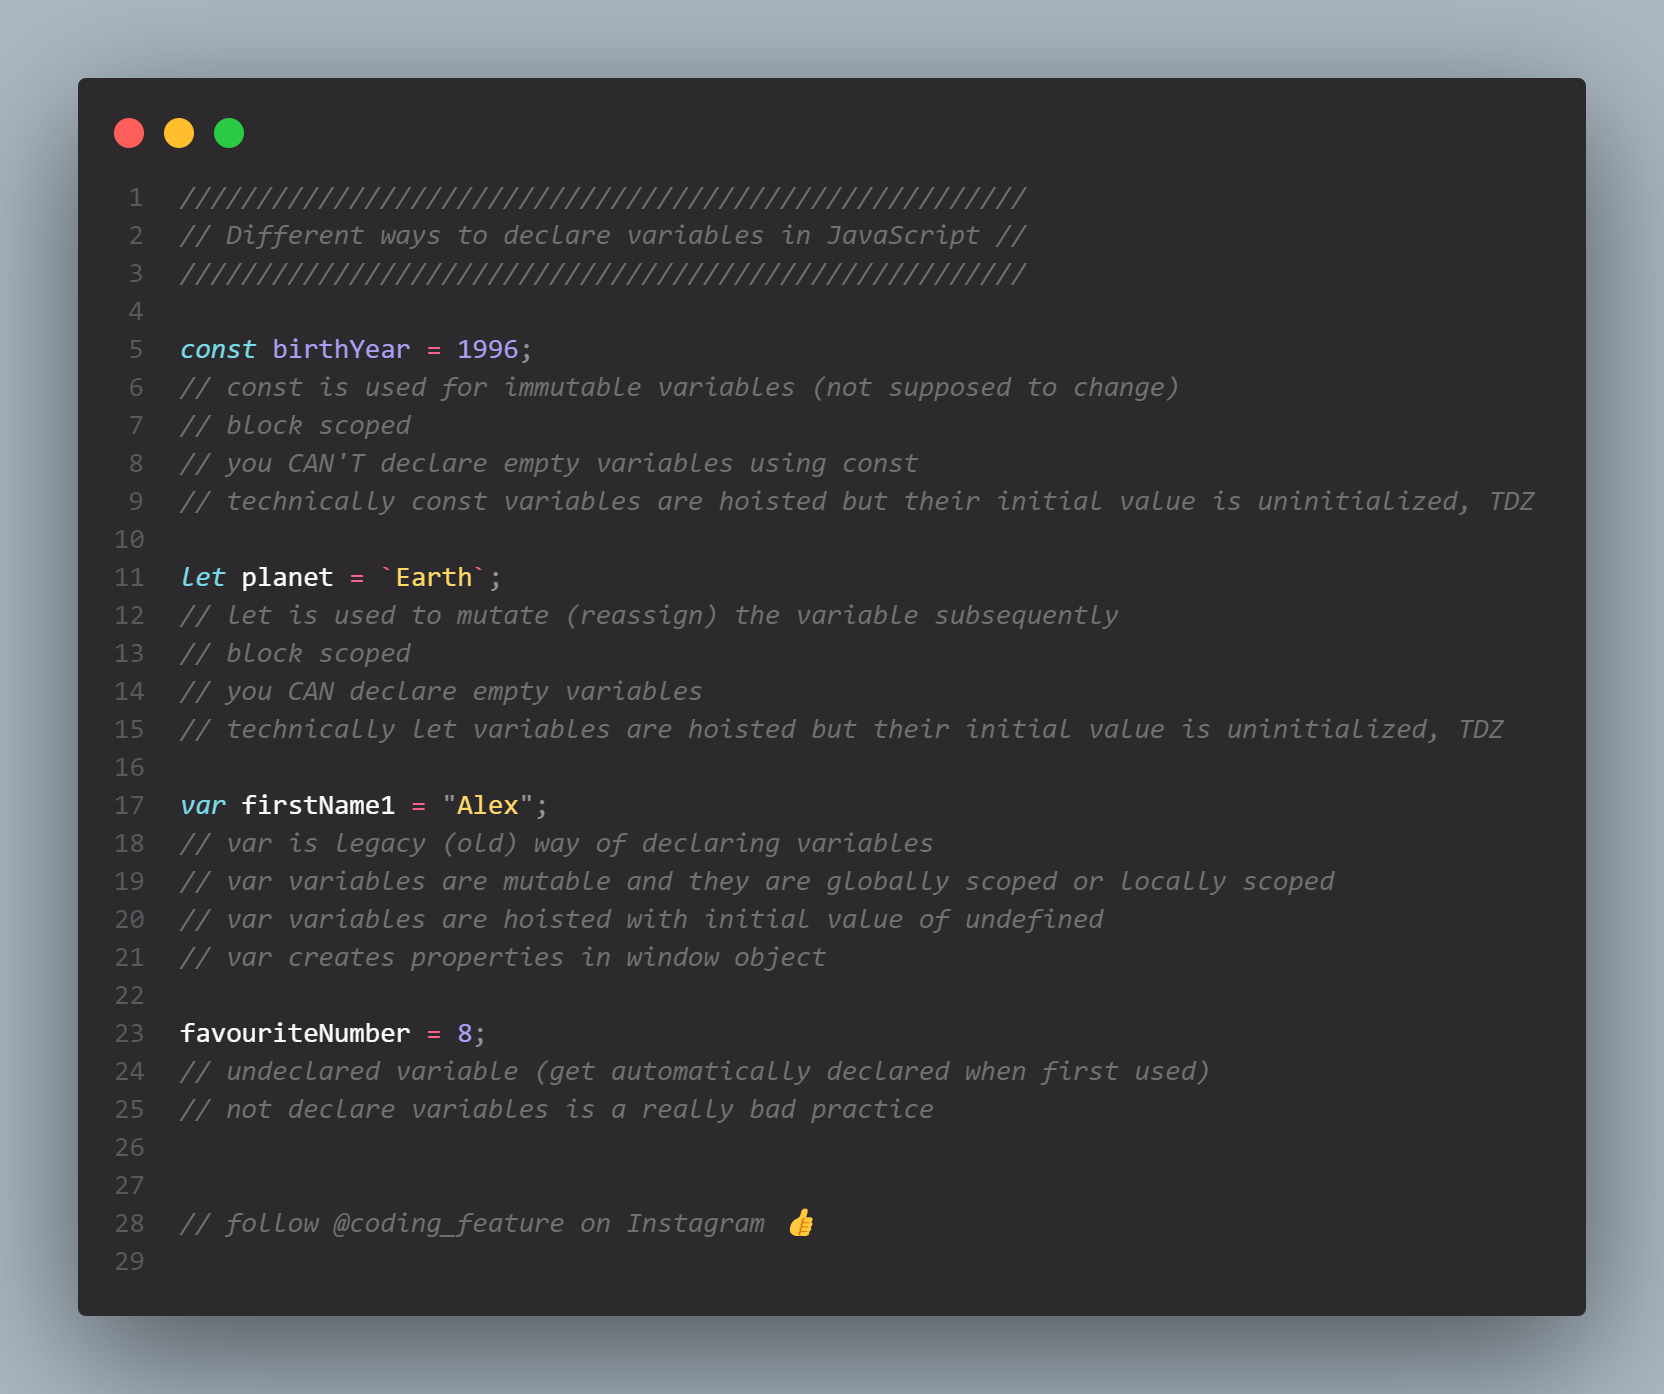 1 ///////////////////////////////////////////////////////
2 // Different ways to declare variables in JavaScript //
3 ///////////////////////////////////////////////////////
4
5 const birthYear = 1996;
6 // const is used for immutable variables (not supposed to change)
7 // block scoped
8 // you CAN'T declare empty variables using const
9 // technically const variables are hoisted but their initial value is uninitialized, TDZ
10
11 let planet = `Earth`;
12 // let is used to mutate (reassign) the variable subsequently
13 // block scoped
14 // you CAN declare empty variables
15 // technically let variables are hoisted but their initial value is uninitialized, TDZ
16
17 var firstName1 = "Alex";
18 // var is legacy (old) way of declaring variables
19 // var variables are mutable and they are globally scoped or locally scoped
20 // var variables are hoisted with initial value of undefined
21 // var creates properties in window object
22
23 favouriteNumber = 8;
24 // undeclared variable (get automatically declared when first used)
25 // not declare variables is a really bad practice
26
27
28 // follow @coding_feature on Instagram 👍
29